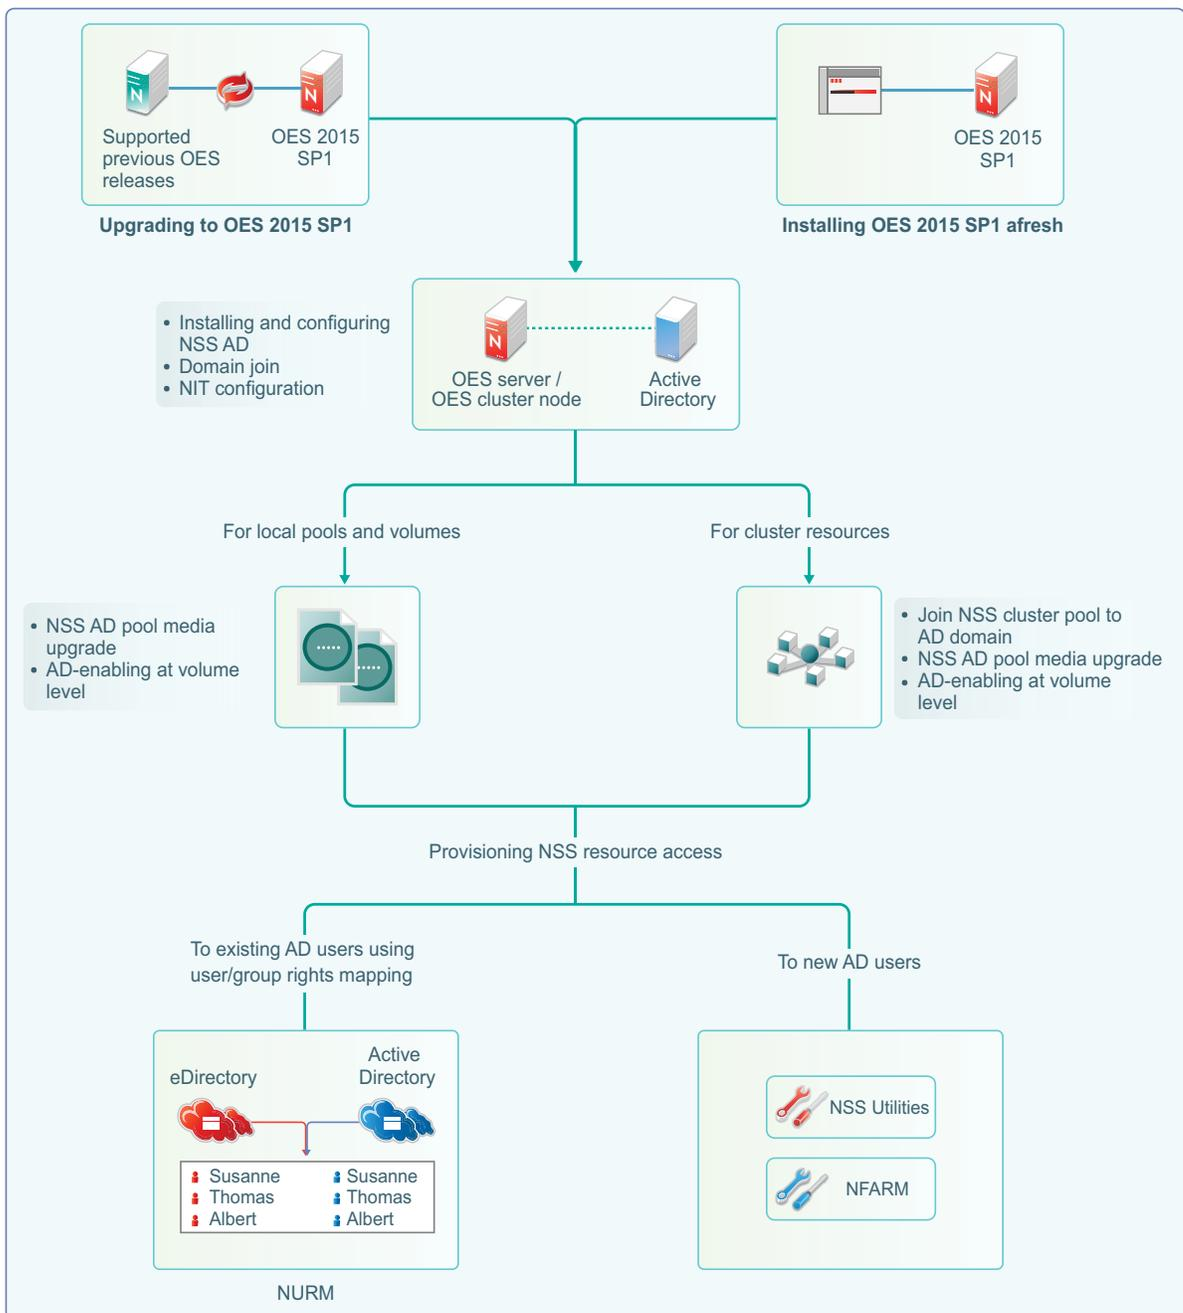 Supported
previous OES
releases
OES 2015
SP1
Upgrading to OES 2015 SP1
OES 2015
SP1
Installing OES 2015 SP1 afresh
• Installing and configuring
NSS AD
• Domain join
• NIT configuration
OES server /
OES cluster node
Active
Directory
For local pools and volumes
For cluster resources
• NSS AD pool media
upgrade
• AD-enabling at volume
level
• Join NSS cluster pool to
AD domain
• NSS AD pool media upgrade
• AD-enabling at volume
level
Provisioning NSS resource access
To existing AD users using
user/group rights mapping
To new AD users
eDirectory
Active
Directory
Susanne
Thomas
Albert
Susanne
Thomas
Albert
NURM
NSS Utilities
NFARM